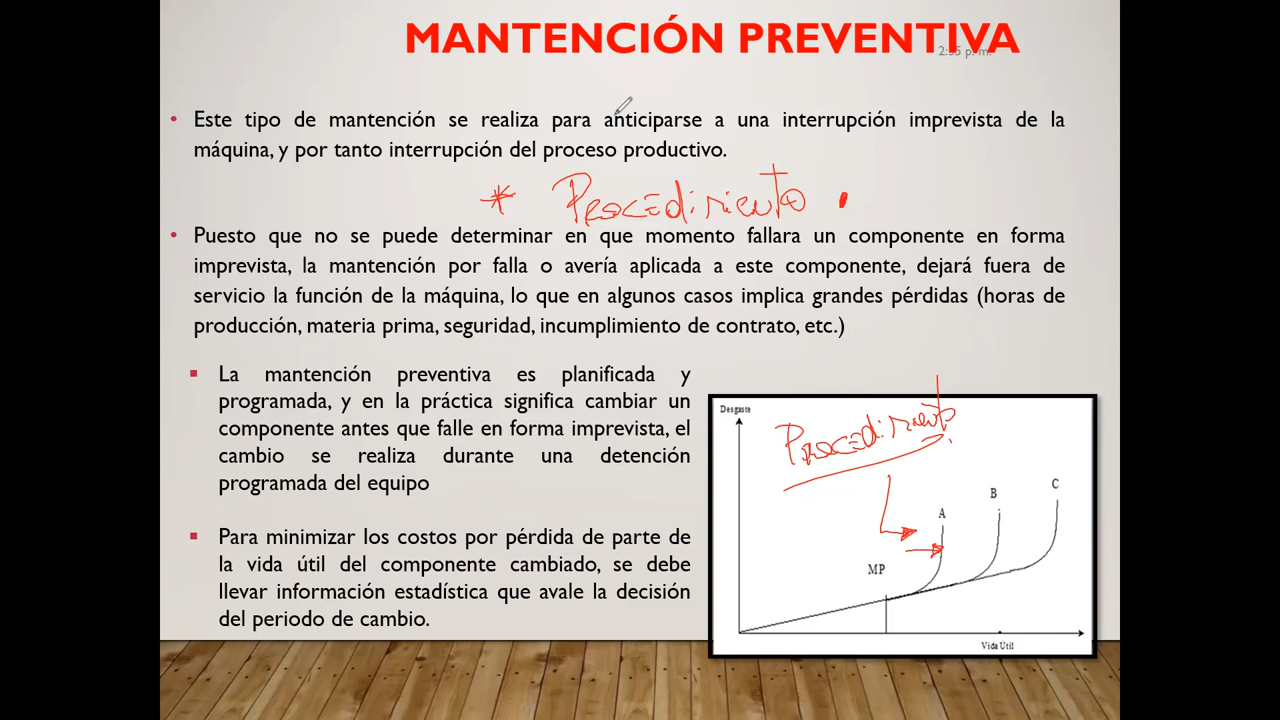 MANTENCIÓN PREVENTIVA
2:55 p. m.
• Este tipo de mantención se realiza para anticiparse a una interrupción imprevista de la
máquina, y por tanto interrupción del proceso productivo.
* Procedimiento .
• Puesto que no se puede determinar en que momento fallara un componente en forma
imprevista, la mantención por falla o avería aplicada a este componente, dejará fuera de
servicio la función de la máquina, lo que en algunos casos implica grandes pérdidas (horas de
producción, materia prima, seguridad, incumplimiento de contrato, etc.)
▪ La mantención preventiva es planificada y
programada, y en la práctica significa cambiar un
componente antes que falle en forma imprevista, el
cambio se realiza durante una detención
programada del equipo
▪ Para minimizar los costos por pérdida de parte de
la vida útil del componente cambiado, se debe
llevar información estadística que avale la decisión
del periodo de cambio.
Desgaste
Procedimiento.
C
B
A
MP
Vida Util